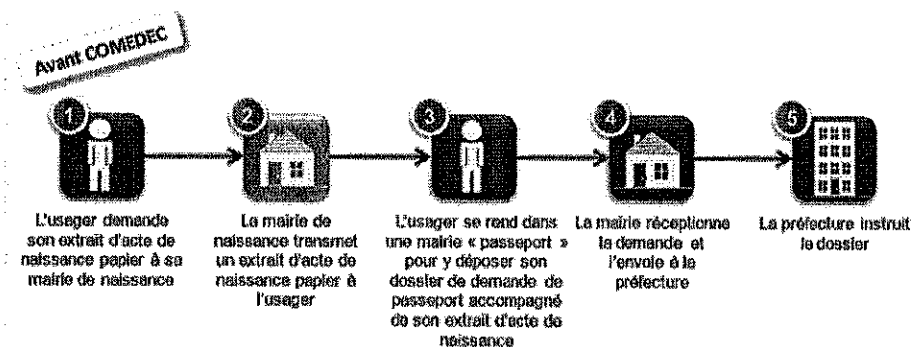 Avant COMEDEC
1
2
3
4
5
L'usager demande
son extrait d'acte de
naissance papier à sa
mairie de naissance
La mairie de
naissance transmet
un extrait d'acte de
naissance papier à
l'usager
L'usager se rend dans
une mairie « passeport »
pour y déposer son
dossier de demande de
passeport accompagné
de son extrait d'acte de
naissance
La mairie réceptionne
la demande et
l'envoie à la
préfecture
La préfecture instruit
le dossier